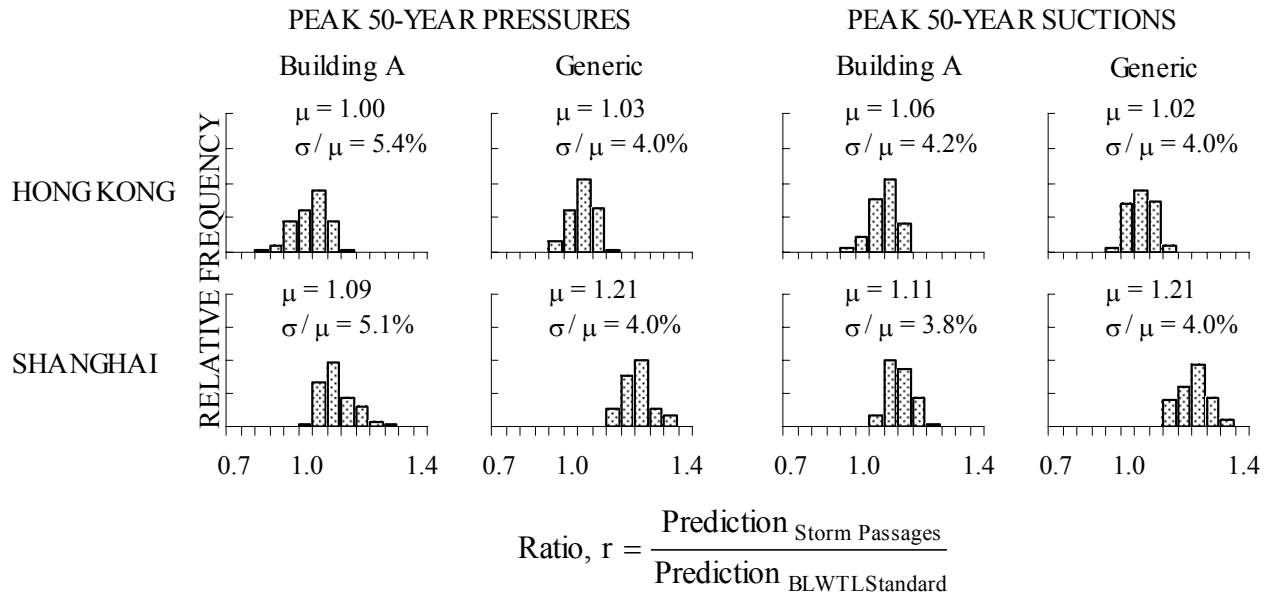 PEAK 50-YEAR PRESSURES PEAK 50-YEAR SUCTIONS
Building A Generic Building A Generic
μ = 1.00 μ = 1.03 μ = 1.06 μ = 1.02
σ/μ = 5.4% σ/μ = 4.0% σ/μ = 4.2% σ/μ = 4.0%
HONG KONG
RELATIVE FREQUENCY
μ = 1.09 μ = 1.21 μ = 1.11 μ = 1.21
σ/μ = 5.1% σ/μ = 4.0% σ/μ = 3.8% σ/μ = 4.0%
SHANGHAI
0.7 1.0 1.4 0.7 1.0 1.4 0.7 1.0 1.4 0.7 1.0 1.4
Prediction Storm Passages
Ratio, r =
Prediction BLWTLStandard